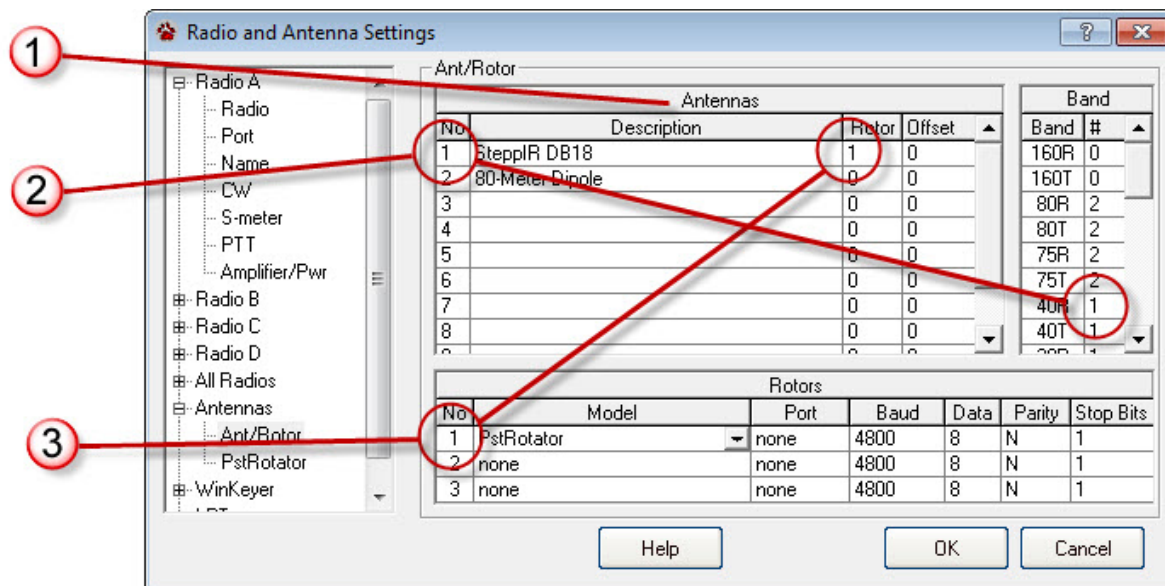 Radio and Antenna Settings
1
2
3
Radio A
Radio
Port
Name
CW
S-meter
PTT
Amplifier/Pwr
Radio B
Radio C
Radio D
All Radios
Antennas
Ant/Rotor
PstRotator
WinKeyer
Ant/Rotor
Antennas
No Description Rotor Offset
1 SteppIR DB18 1 0
2 80-Meter Dipole 0 0
3 0 0
4 0 0
5 0 0
6 0 0
7 0 0
8 0 0
Band
Band #
160R 0
160T 0
80R 2
80T 2
75R 2
75T 2
40R 1
40T 1
Rotors
No Model Port Baud Data Parity Stop Bits
1 PstRotator none 4800 8 N 1
2 none none 4800 8 N 1
3 none none 4800 8 N 1
Help OK Cancel